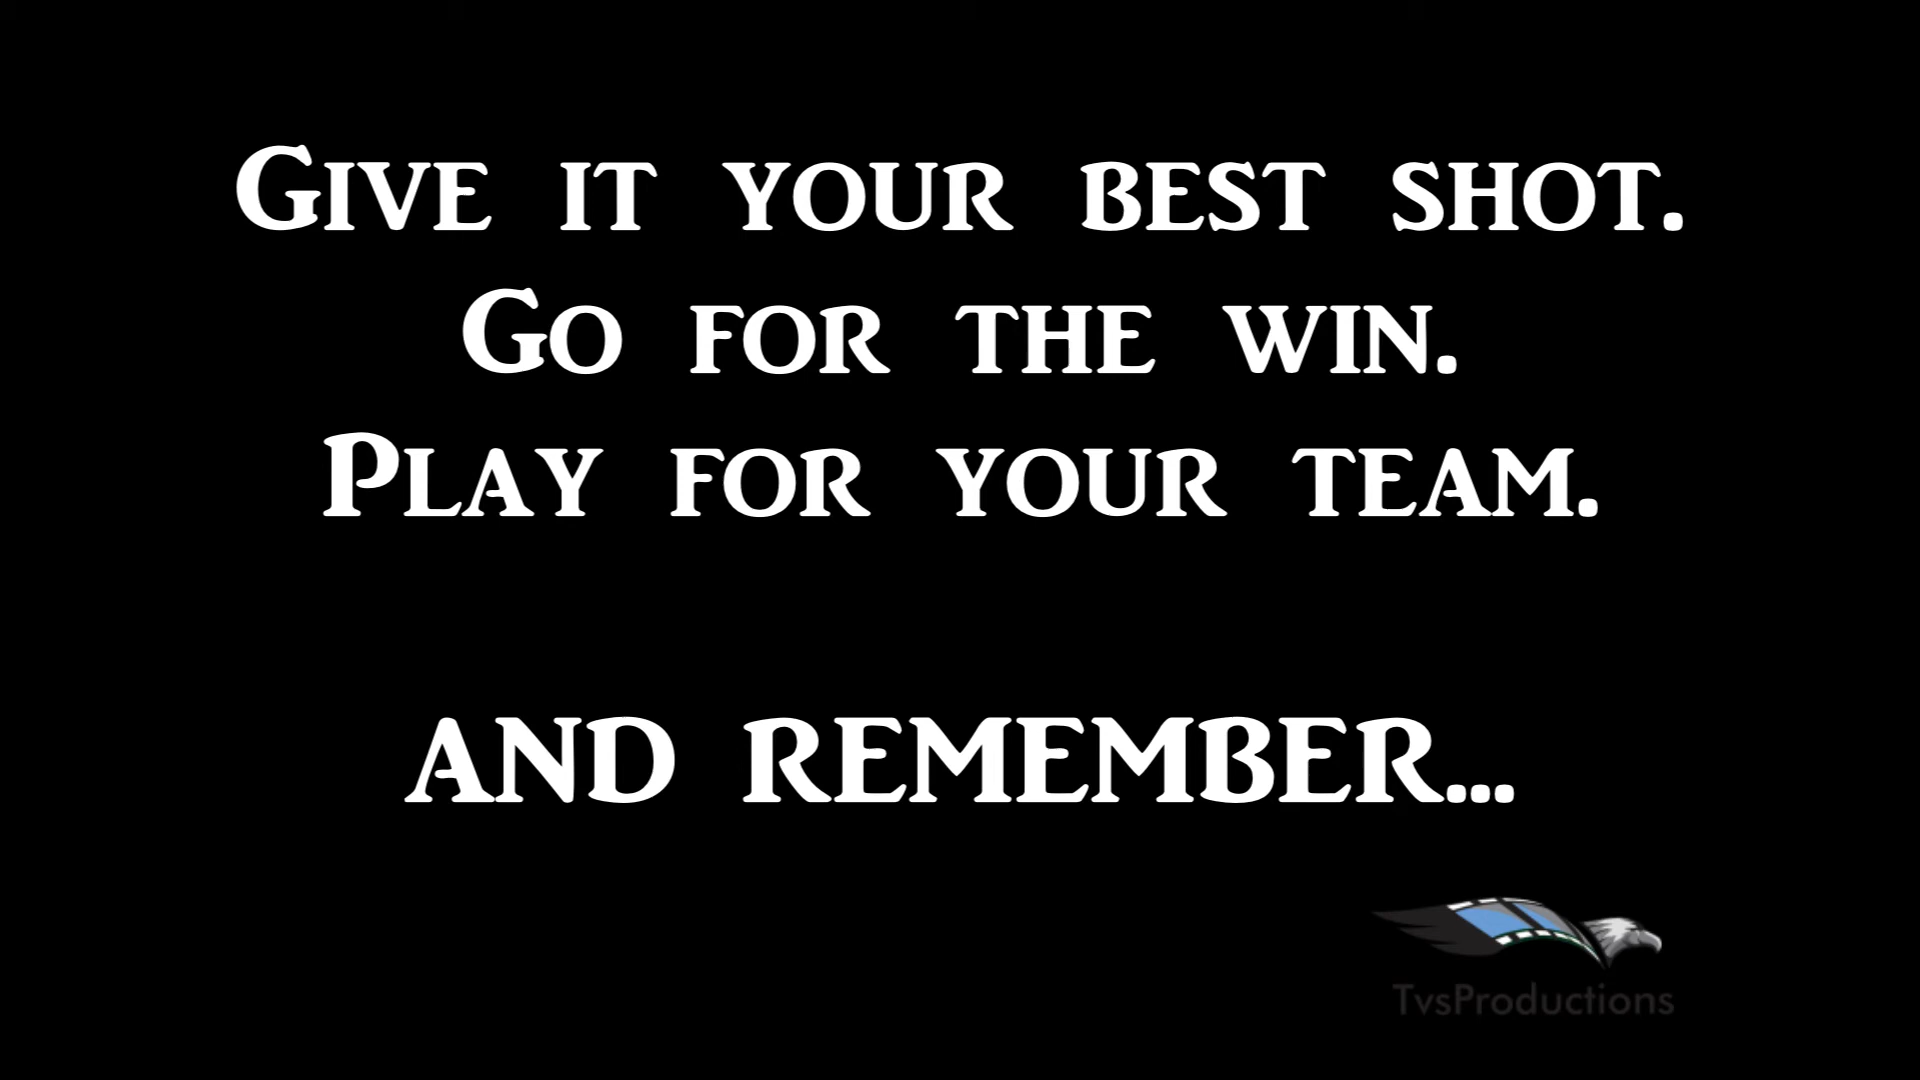 Give it your best shot.
Go for the win.
Play for your team.
AND REMEMBER...
TvsProductions